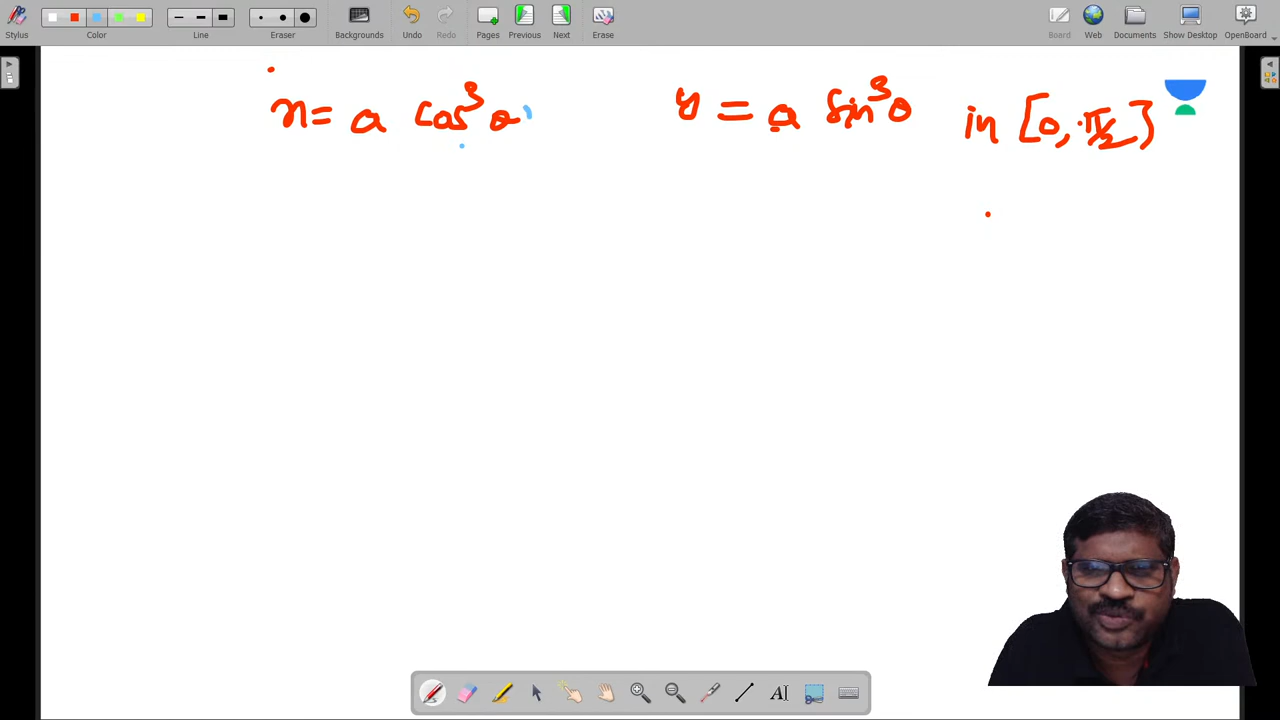 Stylus Color Line Eraser Backgrounds Undo Redo Pages Previous Next Erase Board Web Documents Show Desktop OpenBoard
x = a cos³θ y = a sin³θ in [0, π/2]